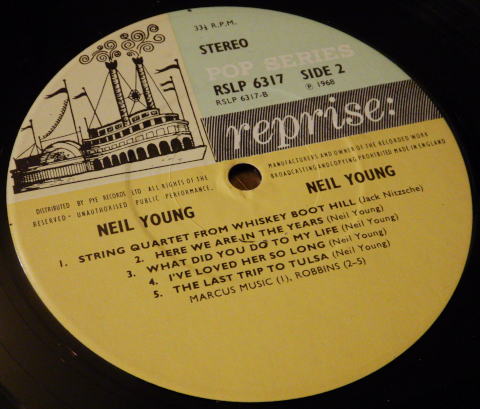 33⅓ R.P.M.
STEREO
POP SERIES
RSLP 6317 SIDE 2
RSLP 6317-B ℗ 1968
reprise:
DISTRIBUTED BY PYE RECORDS LTD · ALL RIGHTS OF THE
RESERVED - UNAUTHORISED PUBLIC PERFORMANCE,
MANUFACTURERS AND OWNER OF THE RECORDED WORK
BROADCASTING AND COPYING PROHIBITED MADE IN ENGLAND
NEIL YOUNG NEIL YOUNG
1. STRING QUARTET FROM WHISKEY BOOT HILL (Jack Nitzsche)
2. HERE WE ARE IN THE YEARS (Neil Young)
3. WHAT DID YOU DO TO MY LIFE (Neil Young)
4. I'VE LOVED HER SO LONG (Neil Young)
5. THE LAST TRIP TO TULSA (Neil Young)
MARCUS MUSIC (1), ROBBINS (2-5)